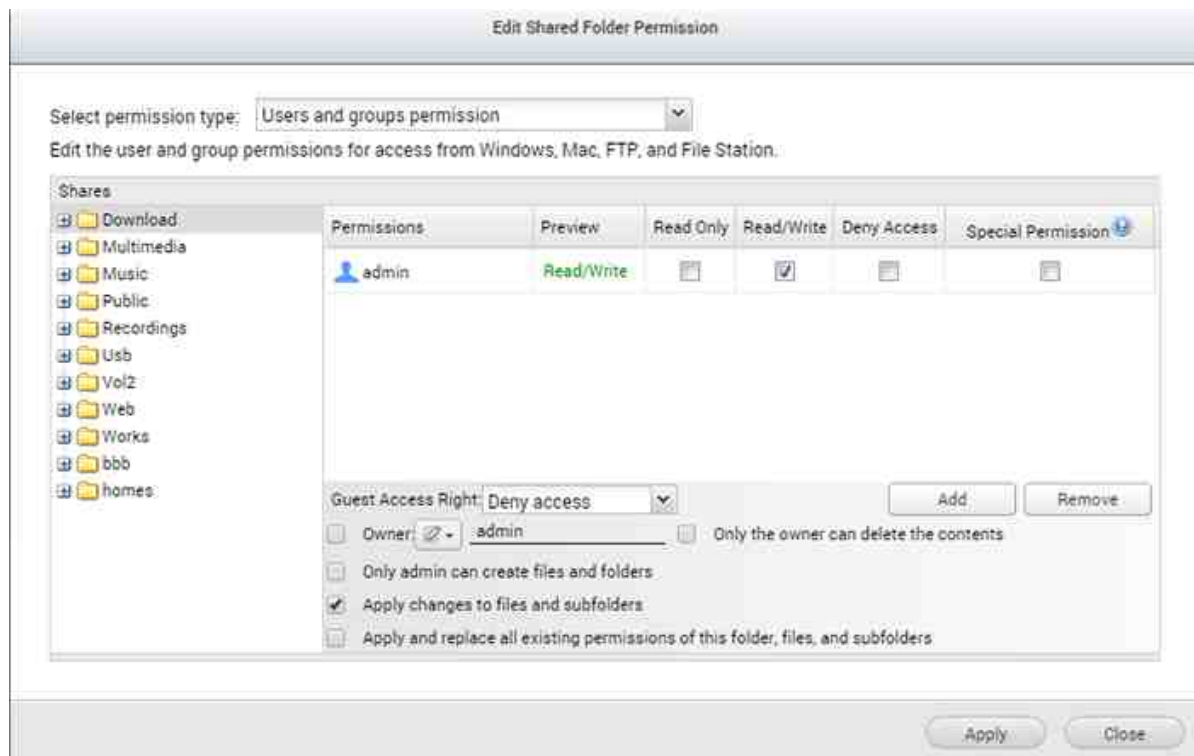 Edit Shared Folder Permission
Select permission type: Users and groups permission
Edit the user and group permissions for access from Windows, Mac, FTP, and File Station.
Shares
Download
Multimedia
Music
Public
Recordings
Usb
Vol2
Web
Works
bbb
homes
Permissions Preview Read Only Read/Write Deny Access Special Permission
admin Read/Write
Guest Access Right: Deny access Add Remove
Owner: admin Only the owner can delete the contents
Only admin can create files and folders
Apply changes to files and subfolders
Apply and replace all existing permissions of this folder, files, and subfolders
Apply Close